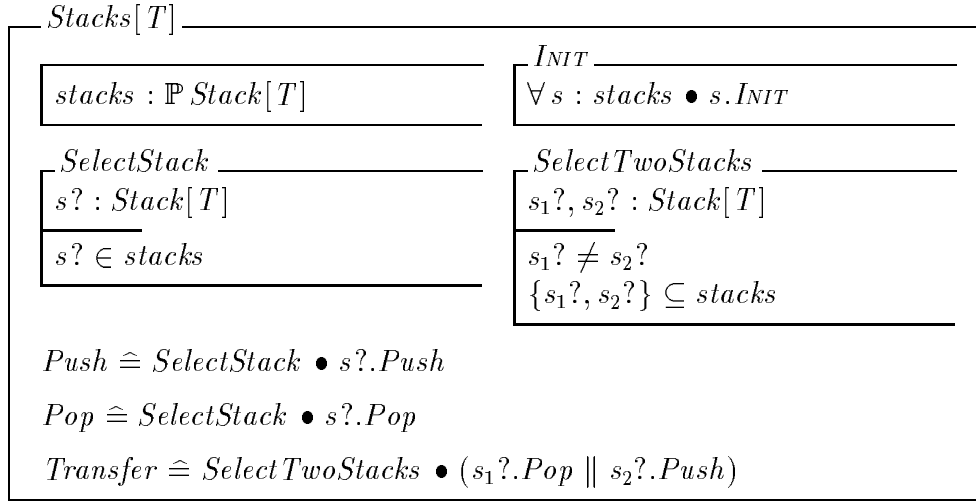 Stacks[T]
stacks : ℙ Stack[T]
INIT
∀ s : stacks • s.INIT
SelectStack
s? : Stack[T]
s? ∈ stacks
SelectTwoStacks
s₁?, s₂? : Stack[T]
s₁? ≠ s₂?
{s₁?, s₂?} ⊆ stacks
Push ≙ SelectStack • s?.Push
Pop ≙ SelectStack • s?.Pop
Transfer ≙ SelectTwoStacks • (s₁?.Pop ∥ s₂?.Push)